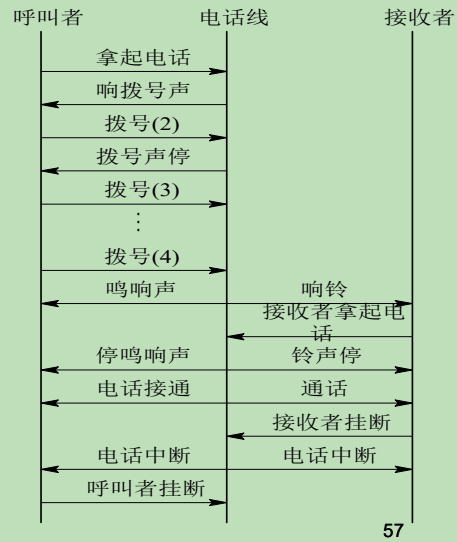 呼叫者 电话线 接收者
拿起电话
响拨号声
拨号(2)
拨号声停
拨号(3)
⋮
拨号(4)
鸣响声 响铃
接收者拿起电
话
停鸣响声 铃声停
电话接通 通话
接收者挂断
电话中断 电话中断
呼叫者挂断
57